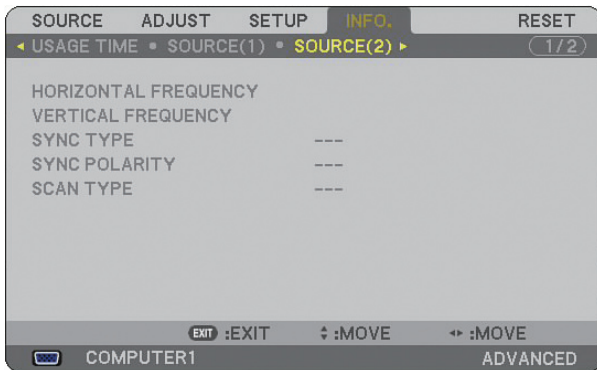 SOURCE ADJUST SETUP INFO. RESET
◂ USAGE TIME • SOURCE(1) • SOURCE(2) ▸ 1/2
HORIZONTAL FREQUENCY
VERTICAL FREQUENCY
SYNC TYPE ---
SYNC POLARITY ---
SCAN TYPE ---
EXIT :EXIT :MOVE :MOVE
COMPUTER1 ADVANCED